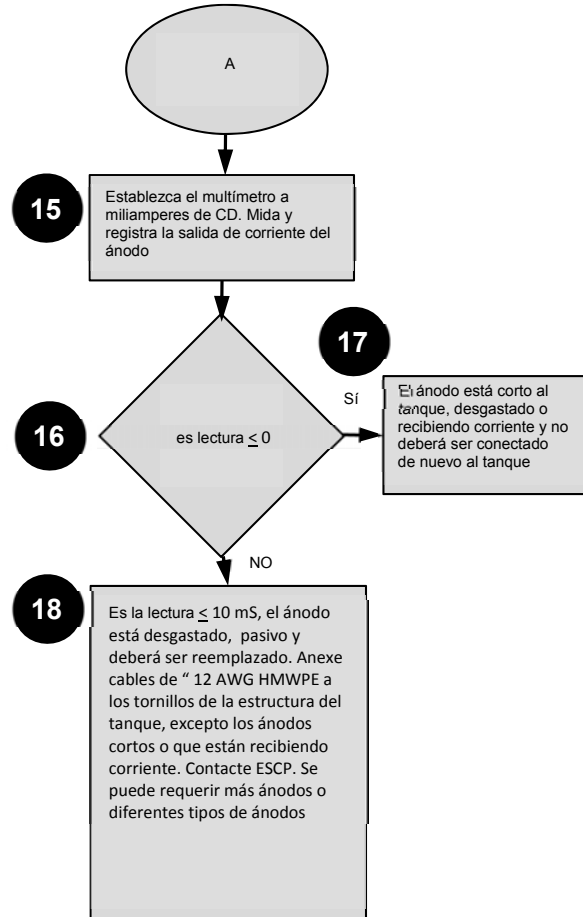 A
15
Establezca el multímetro a
miliamperes de CD. Mida y
registra la salida de corriente del
ánodo
17
Sí
El ánodo está corto al
tanque, desgastado o
recibiendo corriente y no
deberá ser conectado
de nuevo al tanque
16
es lectura < 0
NO
18
Es la lectura < 10 mS, el ánodo
está desgastado, pasivo y
deberá ser reemplazado. Anexe
cables de “ 12 AWG HMWPE a
los tornillos de la estructura del
tanque, excepto los ánodos
cortos o que están recibiendo
corriente. Contacte ESCP. Se
puede requerir más ánodos o
diferentes tipos de ánodos